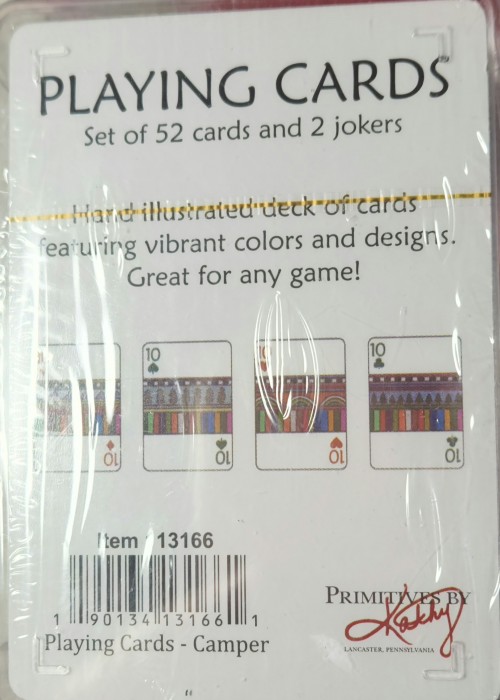 PLAYING CARDS
Set of 52 cards and 2 jokers
Hand illustrated deck of cards
featuring vibrant colors and designs.
Great for any game!
10 10 10
10 10 10 10
Item 13166
1 90134 13166 1
Playing Cards - Camper
PRIMITIVES BY
Kathy
LANCASTER, PENNSYLVANIA